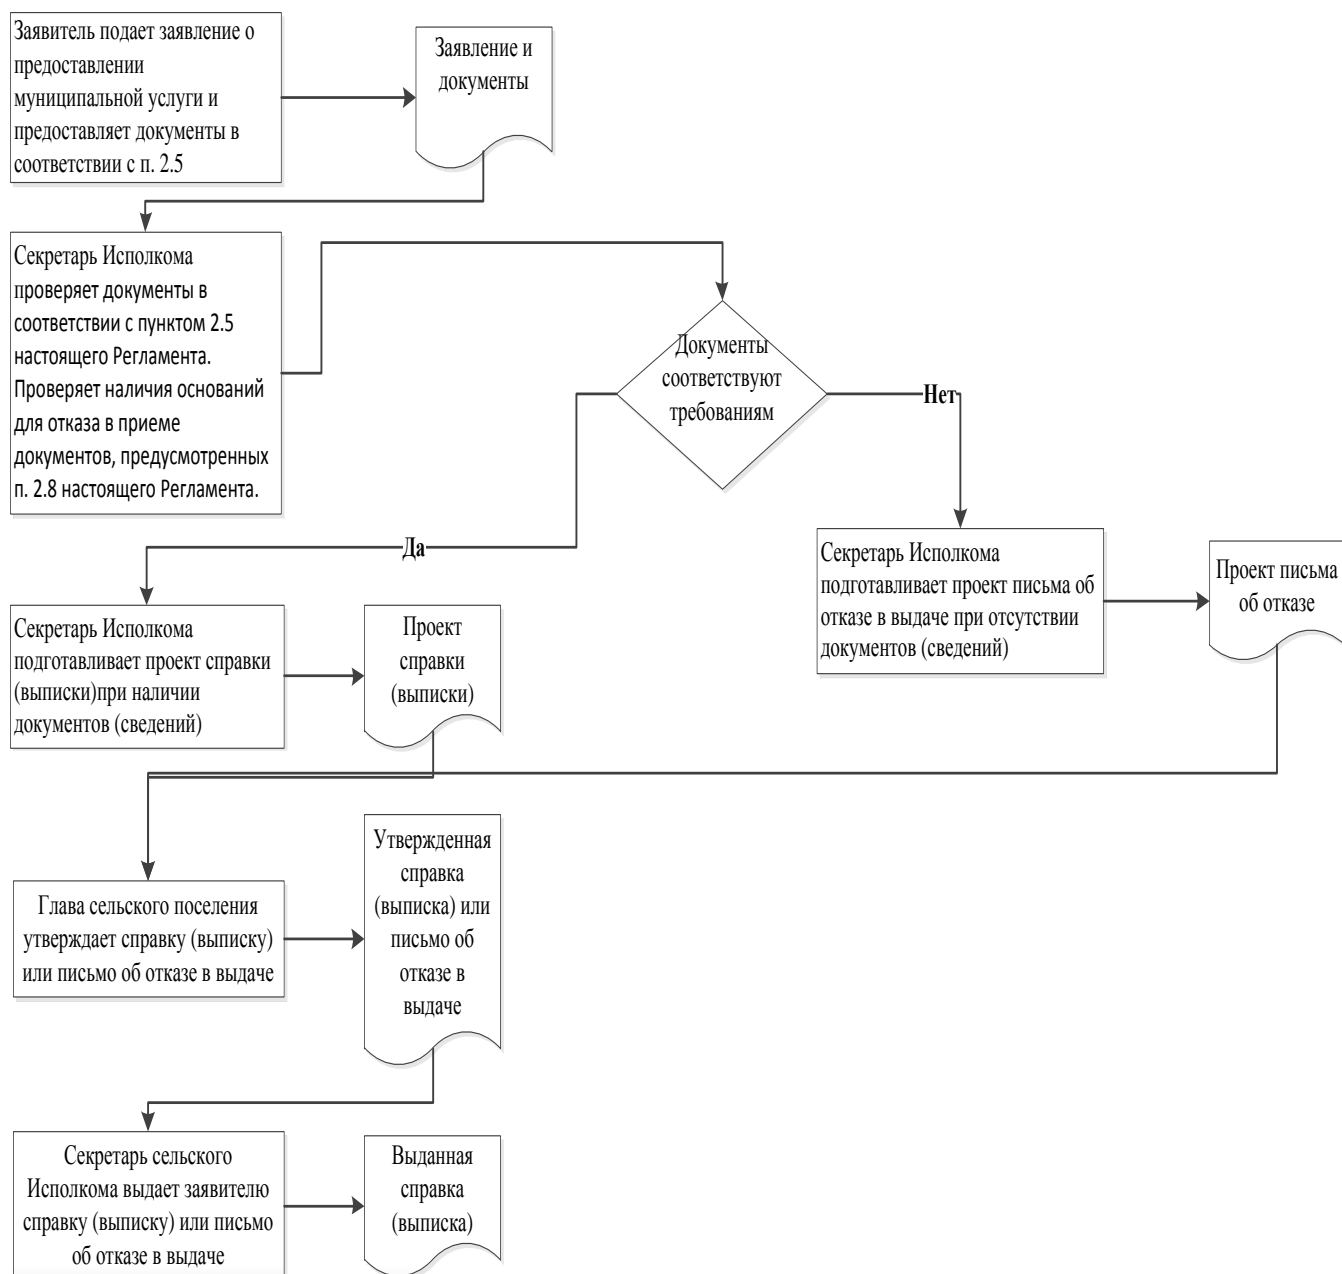 Заявитель подает заявление о
предоставлении
муниципальной услуги и
предоставляет документы в
соответствии с п. 2.5
Заявление и
документы
Секретарь Исполкома
проверяет документы в
соответствии с пунктом 2.5
настоящего Регламента.
Проверяет наличия оснований
для отказа в приеме
документов, предусмотренных
п. 2.8 настоящего Регламента.
Документы
соответствуют
требованиям
Нет
Да
Секретарь Исполкома
подготавливает проект письма об
отказе в выдаче при отсутствии
документов (сведений)
Проект письма
об отказе
Секретарь Исполкома
подготавливает проект справки
(выписки)при наличии
документов (сведений)
Проект
справки
(выписки)
Глава сельского поселения
утверждает справку (выписку)
или письмо об отказе в выдаче
Утвержденная
справка
(выписка) или
письмо об
отказе в
выдаче
Секретарь сельского
Исполкома выдает заявителю
справку (выписку) или письмо
об отказе в выдаче
Выданная
справка
(выписка)